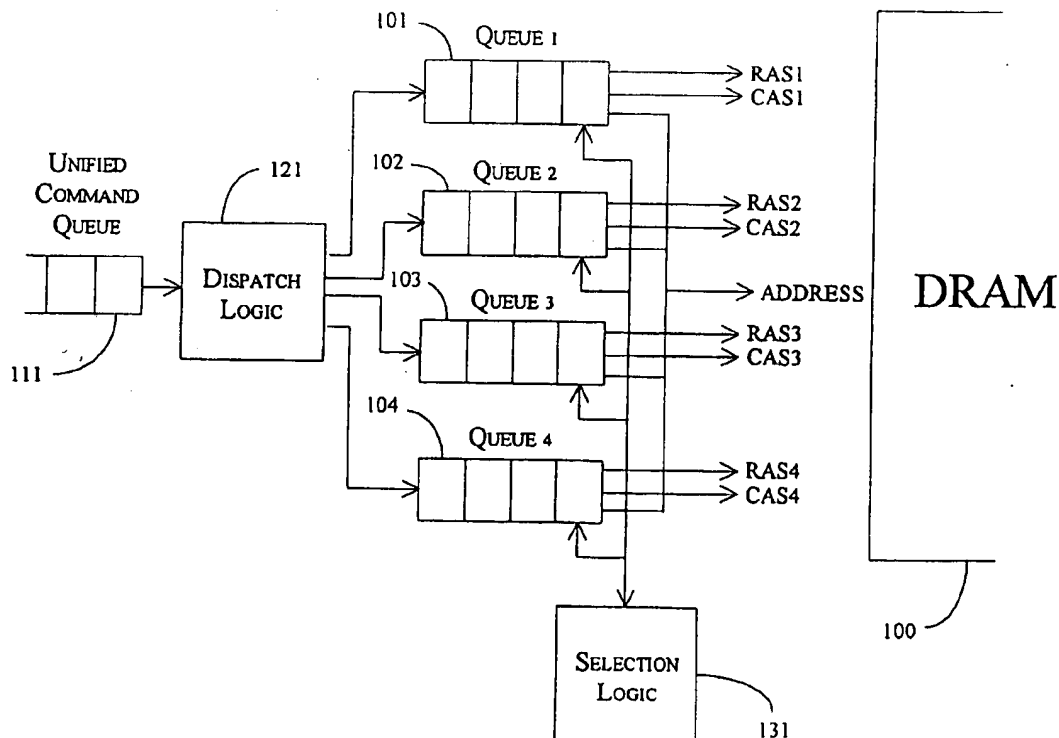 101
QUEUE 1
RAS1
CAS1
UNIFIED
COMMAND
QUEUE
121
102
QUEUE 2
RAS2
CAS2
DISPATCH
LOGIC
103
QUEUE 3
ADDRESS
DRAM
RAS3
CAS3
111
104
QUEUE 4
RAS4
CAS4
100
SELECTION
LOGIC
131